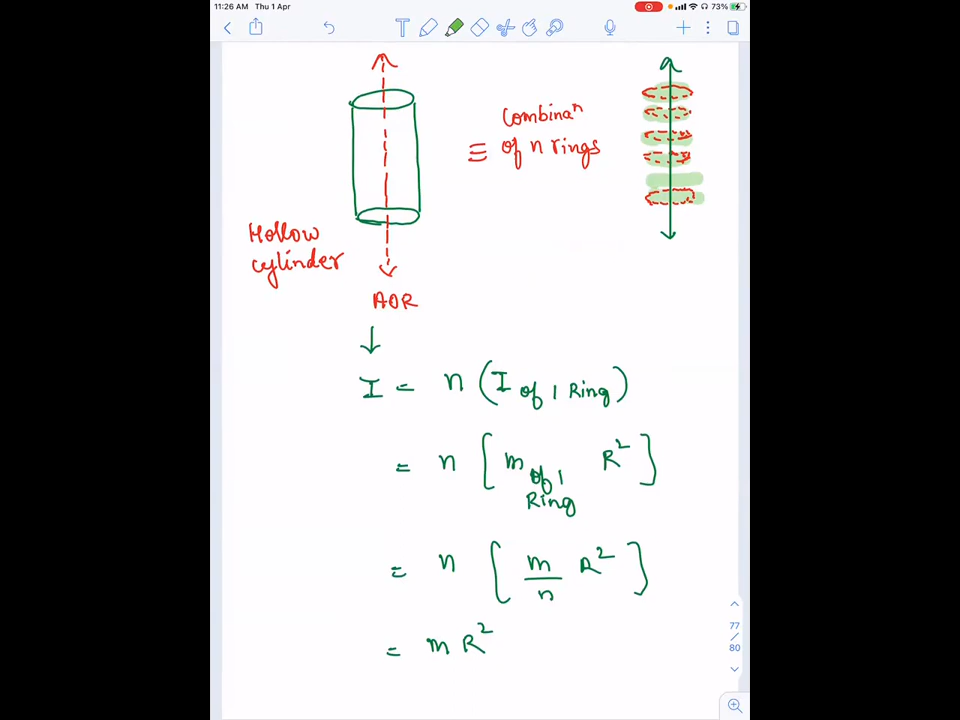 11:26 AM Thu 1 Apr
73%
Combinaⁿ
≡ of n rings
Hollow
cylinder
AOR
↓
I = n (I of 1 Ring)
= n [m of 1 Ring R²]
= n [m/n R²]
= m R²
77
/
80